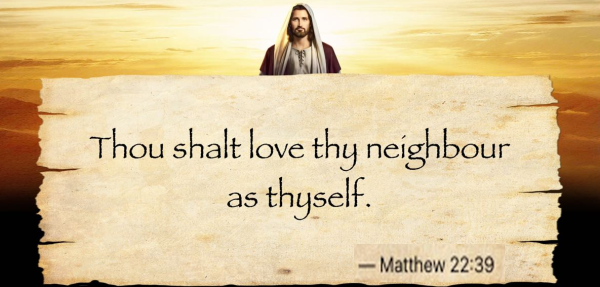 Thou shalt love thy neighbour
as thyself.
— Matthew 22:39